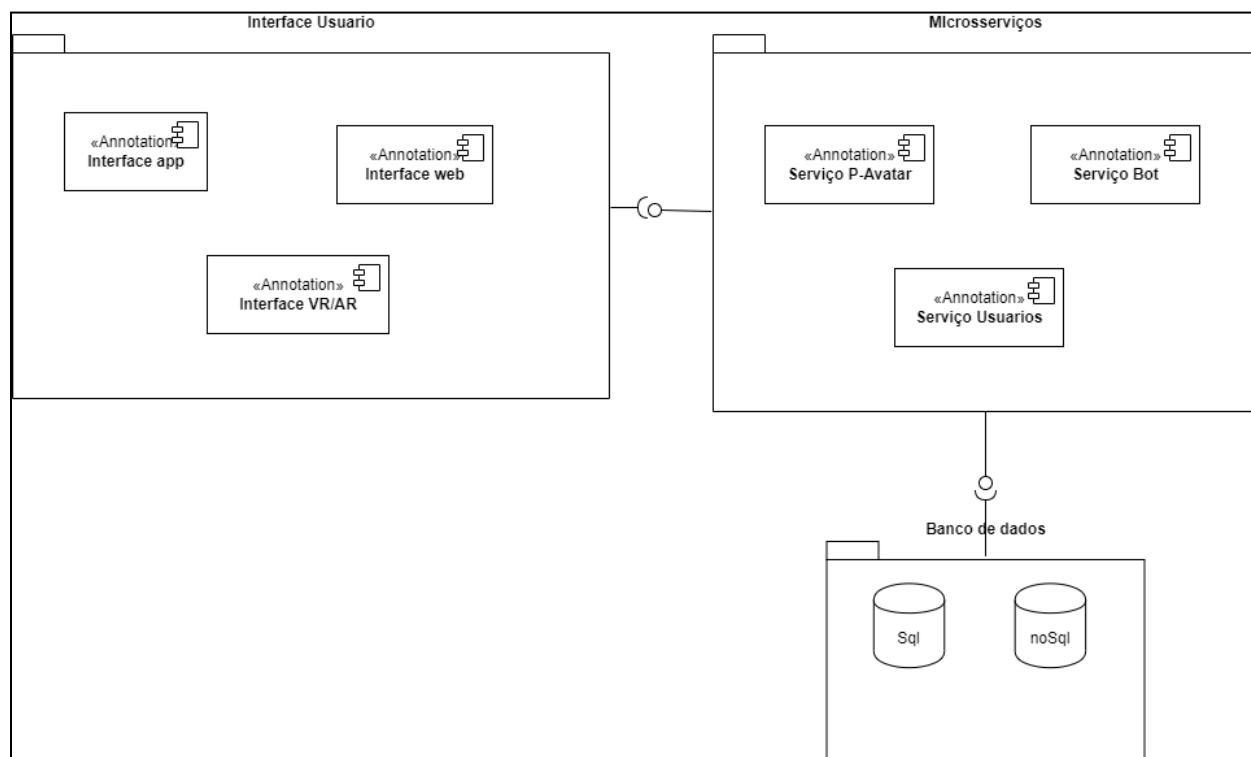 Interface Usuario
MIcrosserviços
«Annotation»
Interface app
«Annotation»
Interface web
«Annotation»
Interface VR/AR
«Annotation»
Serviço P-Avatar
«Annotation»
Serviço Bot
«Annotation»
Serviço Usuarios
Banco de dados
Sql
noSql